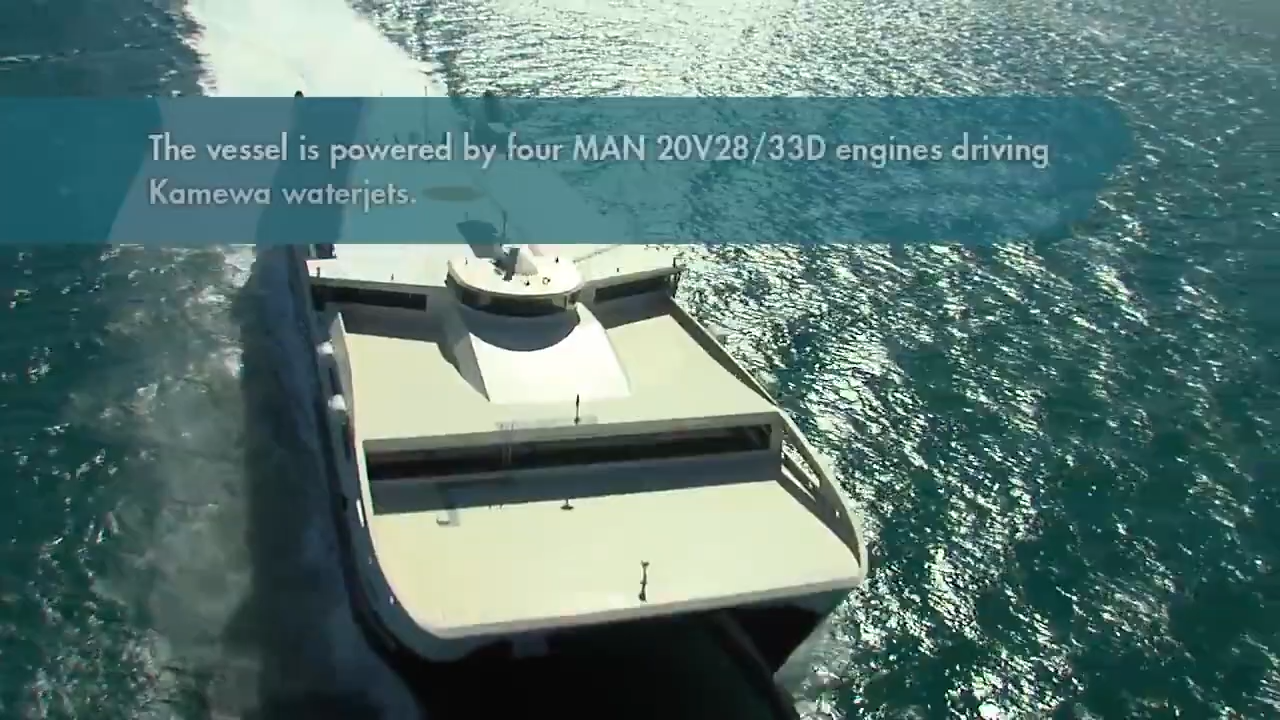 The vessel is powered by four MAN 20V28/33D engines driving
Kamewa waterjets.